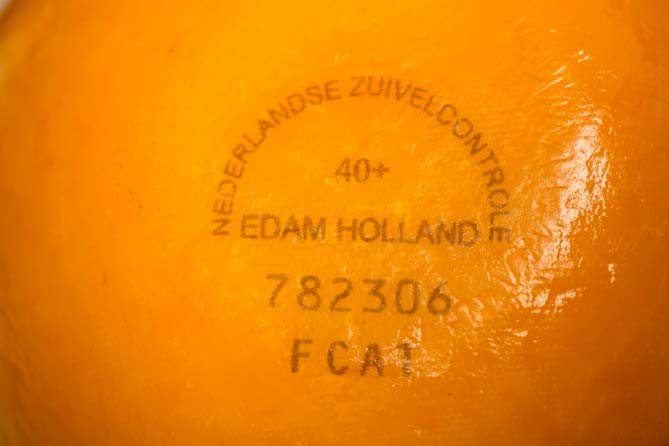 NEDERLANDSE ZUIVELCONTROLE
40+
EDAM HOLLAND
782306
FCAT